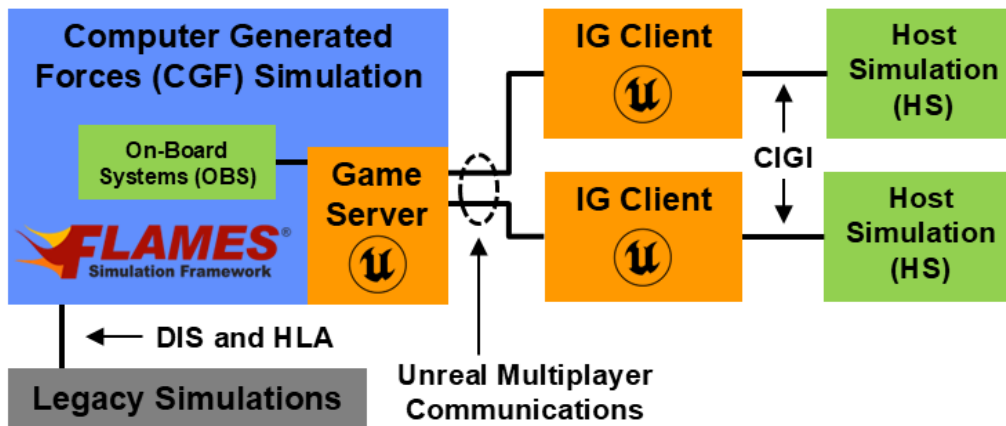 Computer Generated
Forces (CGF) Simulation
On-Board
Systems (OBS)
Game
Server
FLAMES®
Simulation Framework
IG Client
Host
Simulation
(HS)
CIGI
IG Client
Host
Simulation
(HS)
DIS and HLA
Unreal Multiplayer
Communications
Legacy Simulations